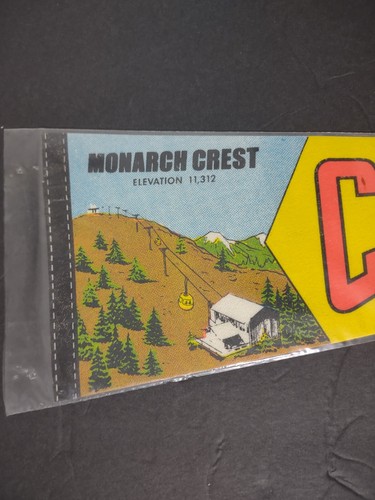 MONARCH CREST
ELEVATION 11,312
C